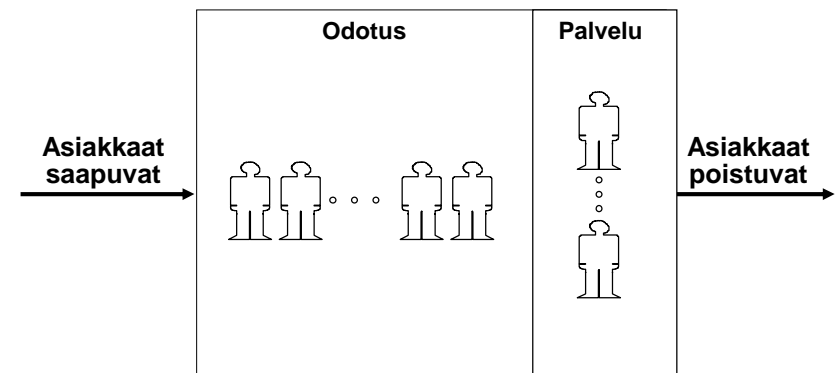 Odotus
Palvelu
Asiakkaat
saapuvat
Asiakkaat
poistuvat